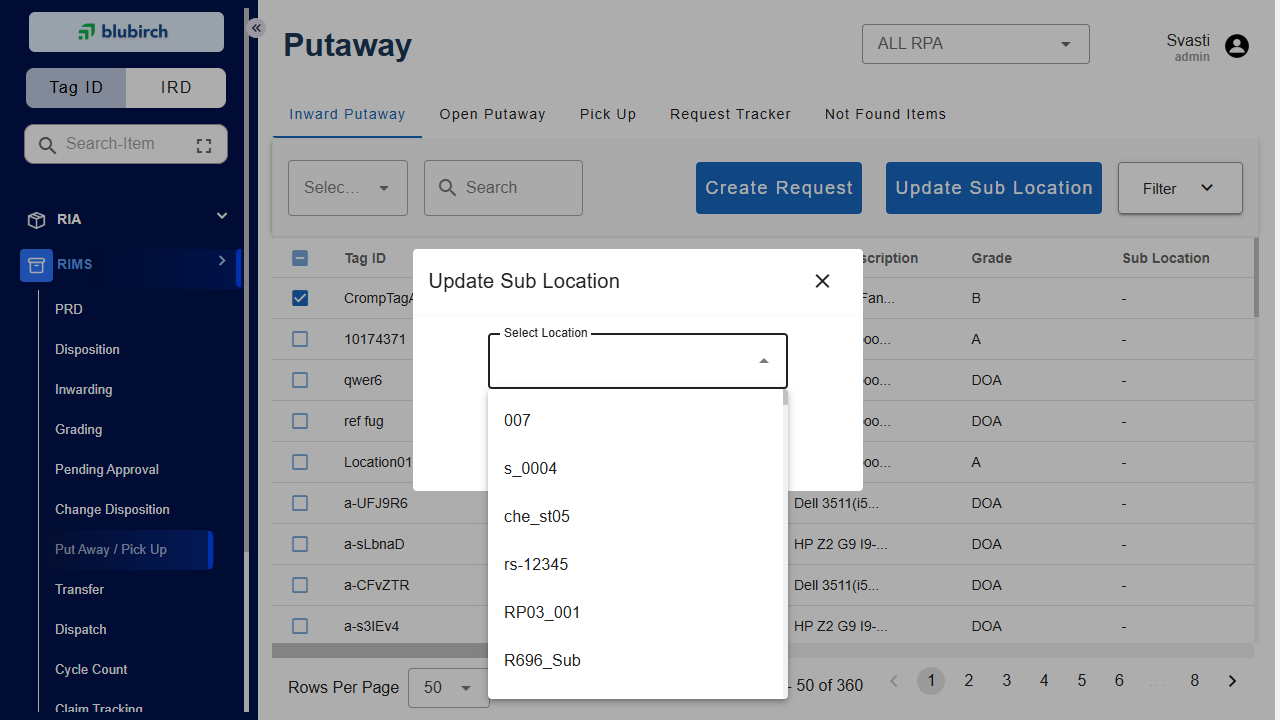 blubirch
Tag ID
IRD
Search-Item
RIA
RIMS
PRD
Disposition
Inwarding
Grading
Pending Approval
Change Disposition
Put Away / Pick Up
Transfer
Dispatch
Cycle Count
Claim Tracking
Putaway
ALL RPA
Svasti
admin
Inward Putaway
Open Putaway
Pick Up
Request Tracker
Not Found Items
Selec...
Search
Create Request
Update Sub Location
Filter
Tag ID
scription
Grade
Sub Location
CrompTagA
Fan...
B
-
10174371
oo...
A
-
qwer6
oo...
DOA
-
ref fug
oo...
DOA
-
Location01
oo...
A
-
a-UFJ9R6
Dell 3511(i5...
DOA
-
a-sLbnaD
HP Z2 G9 I9-...
DOA
-
a-CFvZTR
Dell 3511(i5...
DOA
-
HP Z2 G9 I9-...
DOA
-
Update Sub Location
Select Location
007
s_0004
che_st05
rs-12345
RP03_001
R696_Sub
Rows Per Page
50
- 50 of 360
1
2
3
4
5
6
...
8